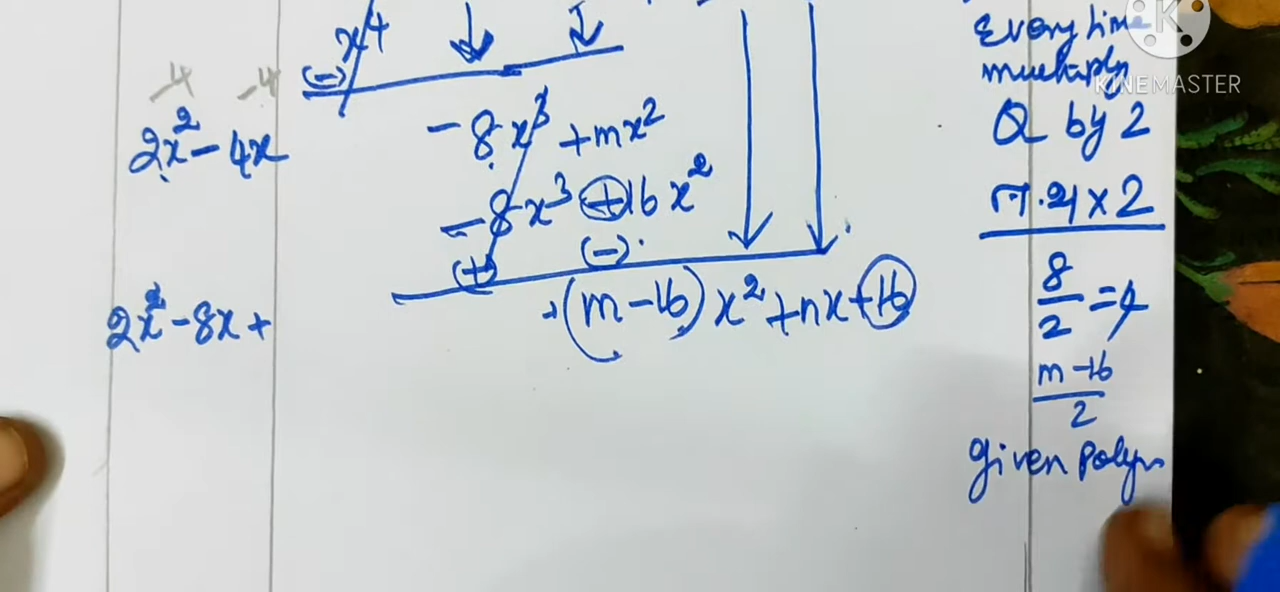 Every time
multiply
Q by 2
x⁴
(-)
-4 -4
2x² - 4x
-8x³ + mx²
-8x³ + 16x²
(+) (-)
× 2
8/2 = 4
2x² - 8x +
+(m - 16)x² + nx + 16
m - 16
2
given Polyn
K
KINEMASTER